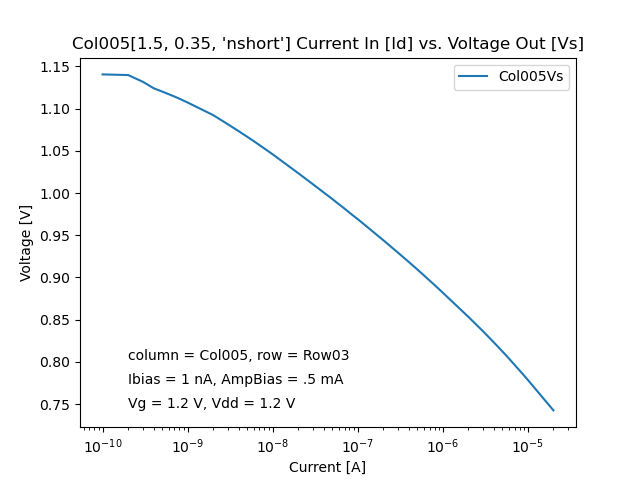 Col005[1.5, 0.35, 'nshort'] Current In [Id] vs. Voltage Out [Vs]
Col005Vs
1.15
1.10
1.05
1.00
0.95
0.90
0.85
0.80
0.75
Voltage [V]
column = Col005, row = Row03
Ibias = 1 nA, AmpBias = .5 mA
Vg = 1.2 V, Vdd = 1.2 V
10⁻¹⁰ 10⁻⁹ 10⁻⁸ 10⁻⁷ 10⁻⁶ 10⁻⁵
Current [A]